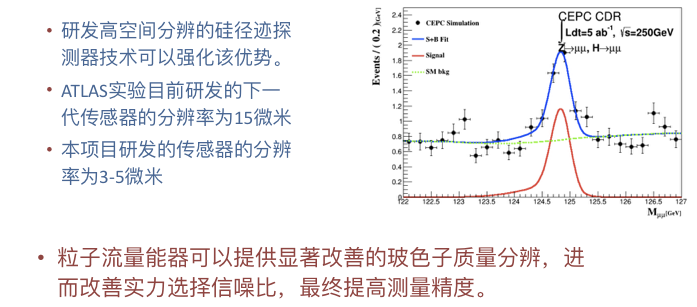 • 研发高空间分辨的硅径迹探
测器技术可以强化该优势。
• ATLAS实验目前研发的下一
代传感器的分辨率为15微米
• 本项目研发的传感器的分辨
率为3-5微米
CEPC CDR
Ldt=5 ab⁻¹, √s=250GeV
Z→μμ, H→μμ
CEPC Simulation
S+B Fit
Signal
SM bkg
Events/ ( 0.2 )[GeV]
2.4
2.2
2
1.8
1.6
1.4
1.2
1
0.8
0.6
0.4
0.2
0
122 122.5 123 123.5 124 124.5 125 125.5 126 126.5 127
Mμμ[GeV]
• 粒子流量能器可以提供显著改善的玻色子质量分辨，进
而改善实力选择信噪比，最终提高测量精度。